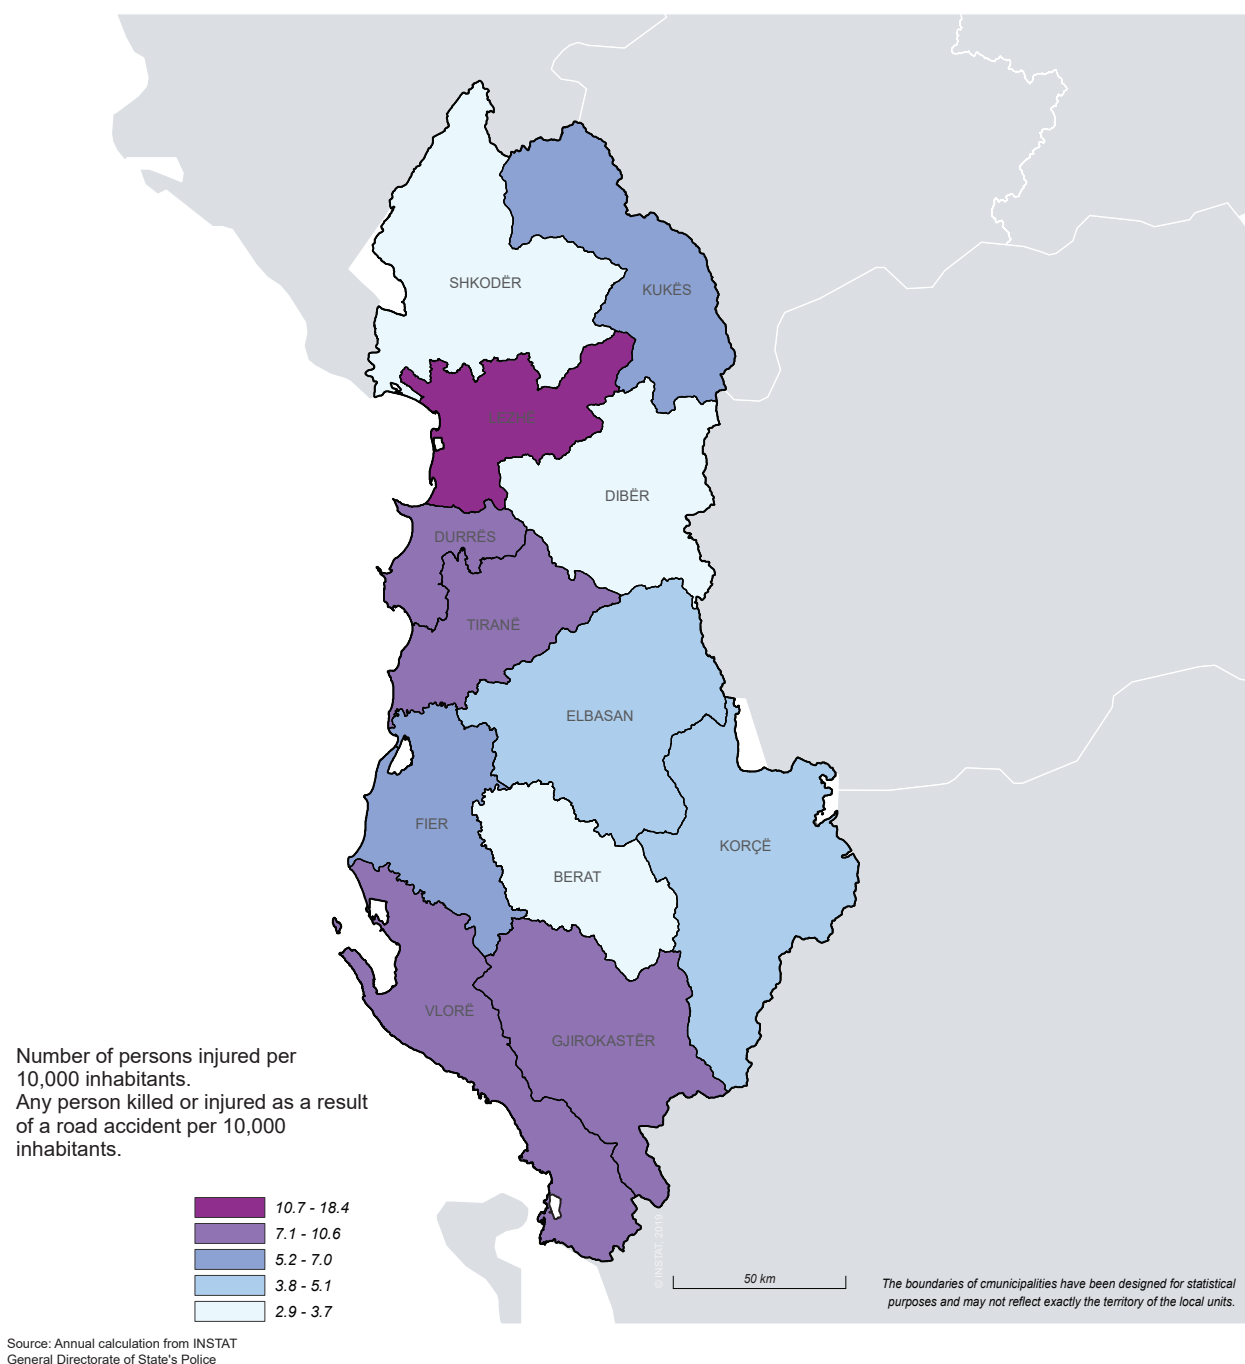 SHKODËR
KUKËS
LEZHË
DIBËR
DURRËS
TIRANË
ELBASAN
FIER
KORÇË
BERAT
VLORË
GJIROKASTËR
Number of persons injured per
10,000 inhabitants.
Any person killed or injured as a result
of a road accident per 10,000
inhabitants.
10.7 - 18.4
7.1 - 10.6
5.2 - 7.0
3.8 - 5.1
2.9 - 3.7
© INSTAT, 2019
50 km
The boundaries of cmunicipalities have been designed for statistical
purposes and may not reflect exactly the territory of the local units.
Source: Annual calculation from INSTAT
General Directorate of State's Police